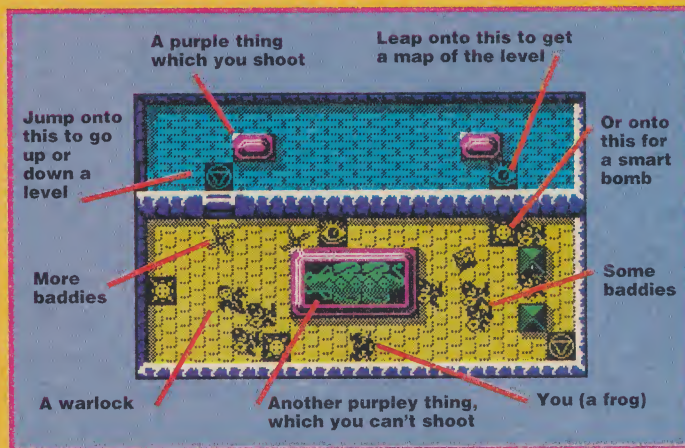 A purple thing
which you shoot
Leap onto this to get
a map of the level
Jump onto
this to go
up or
down a
level
Or onto
this for
a smart
bomb
More
baddies
Some
baddies
A warlock
Another purpley thing,
which you can't shoot
You (a frog)